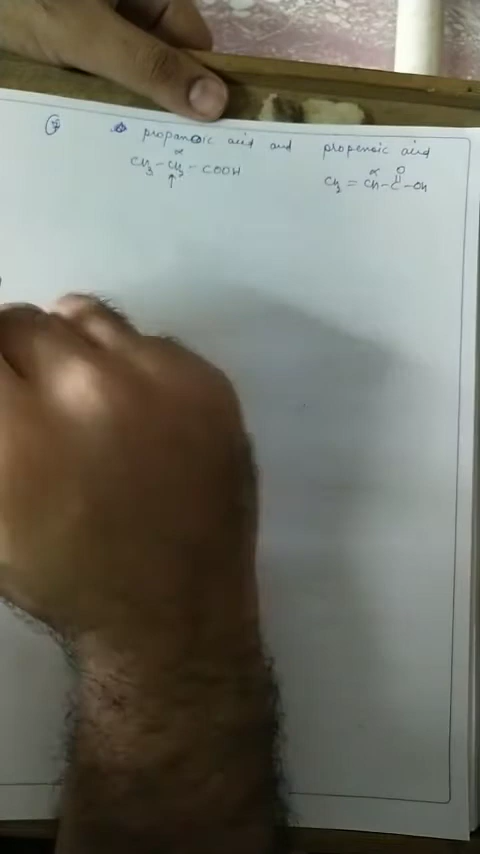 propanoic acid and propenoic acid
α
CH3-CH2-COOH
↑
α O
CH2=CH-C-OH